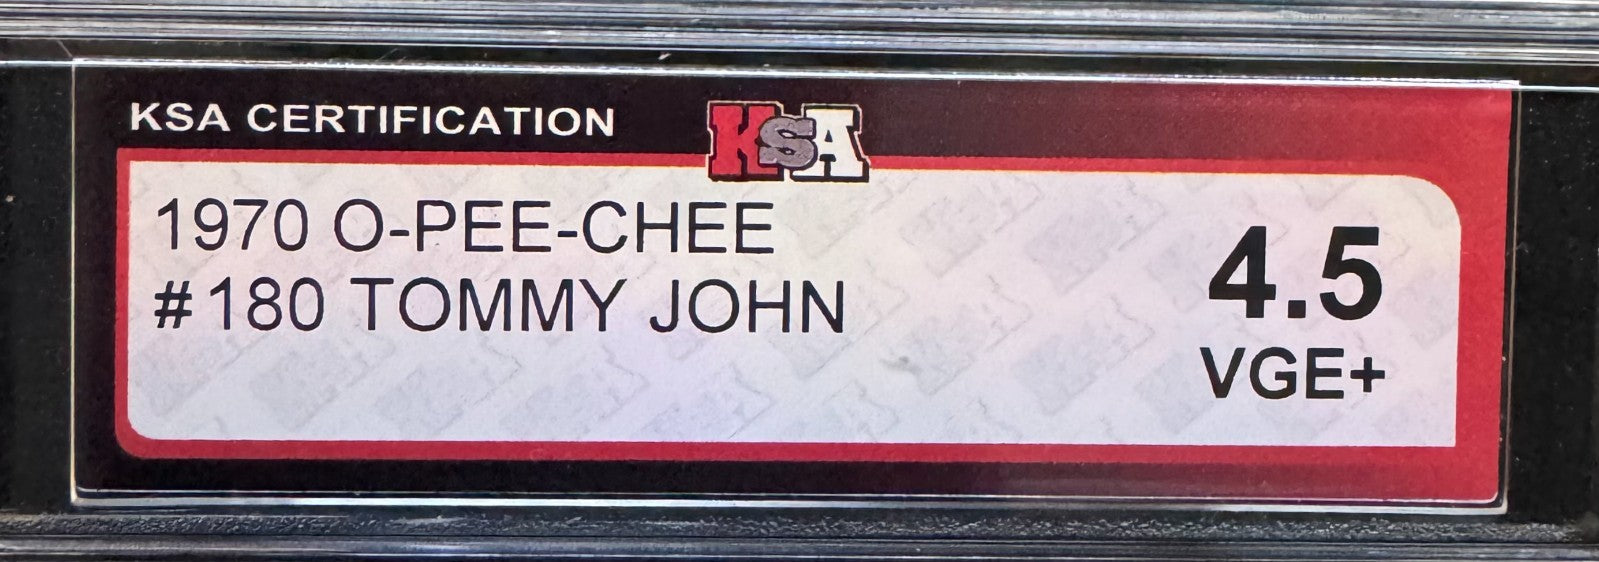 KSA CERTIFICATION
KSA
1970 O-PEE-CHEE
#180 TOMMY JOHN
4.5
VGE+